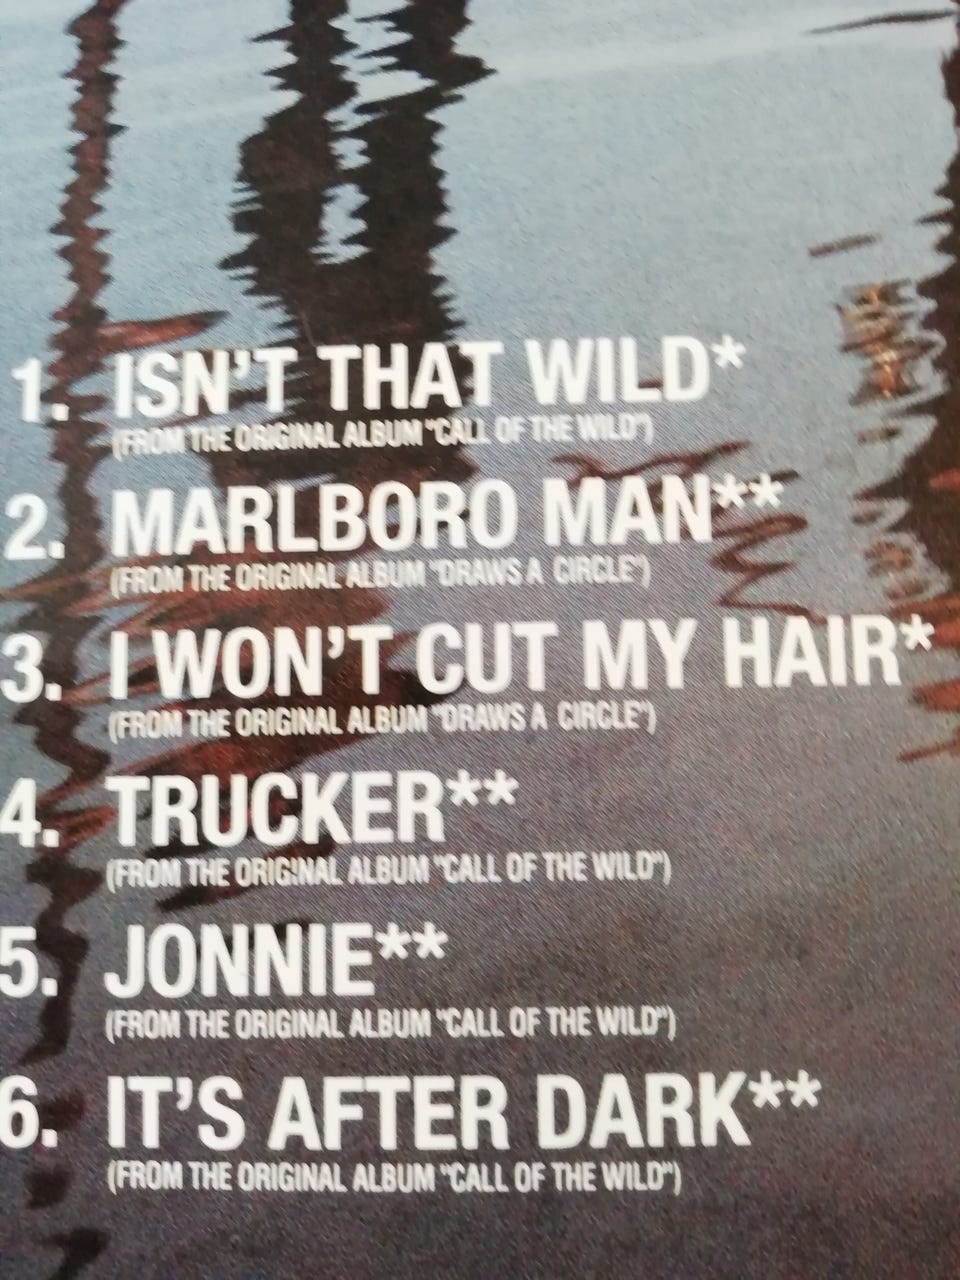 1. ISN'T THAT WILD*
(FROM THE ORIGINAL ALBUM "CALL OF THE WILD")
2. MARLBORO MAN**
(FROM THE ORIGINAL ALBUM "DRAWS A CIRCLE")
3. I WON'T CUT MY HAIR*
(FROM THE ORIGINAL ALBUM "DRAWS A CIRCLE")
4. TRUCKER**
(FROM THE ORIGINAL ALBUM "CALL OF THE WILD")
5. JONNIE**
(FROM THE ORIGINAL ALBUM "CALL OF THE WILD")
6. IT'S AFTER DARK**
(FROM THE ORIGINAL ALBUM "CALL OF THE WILD")